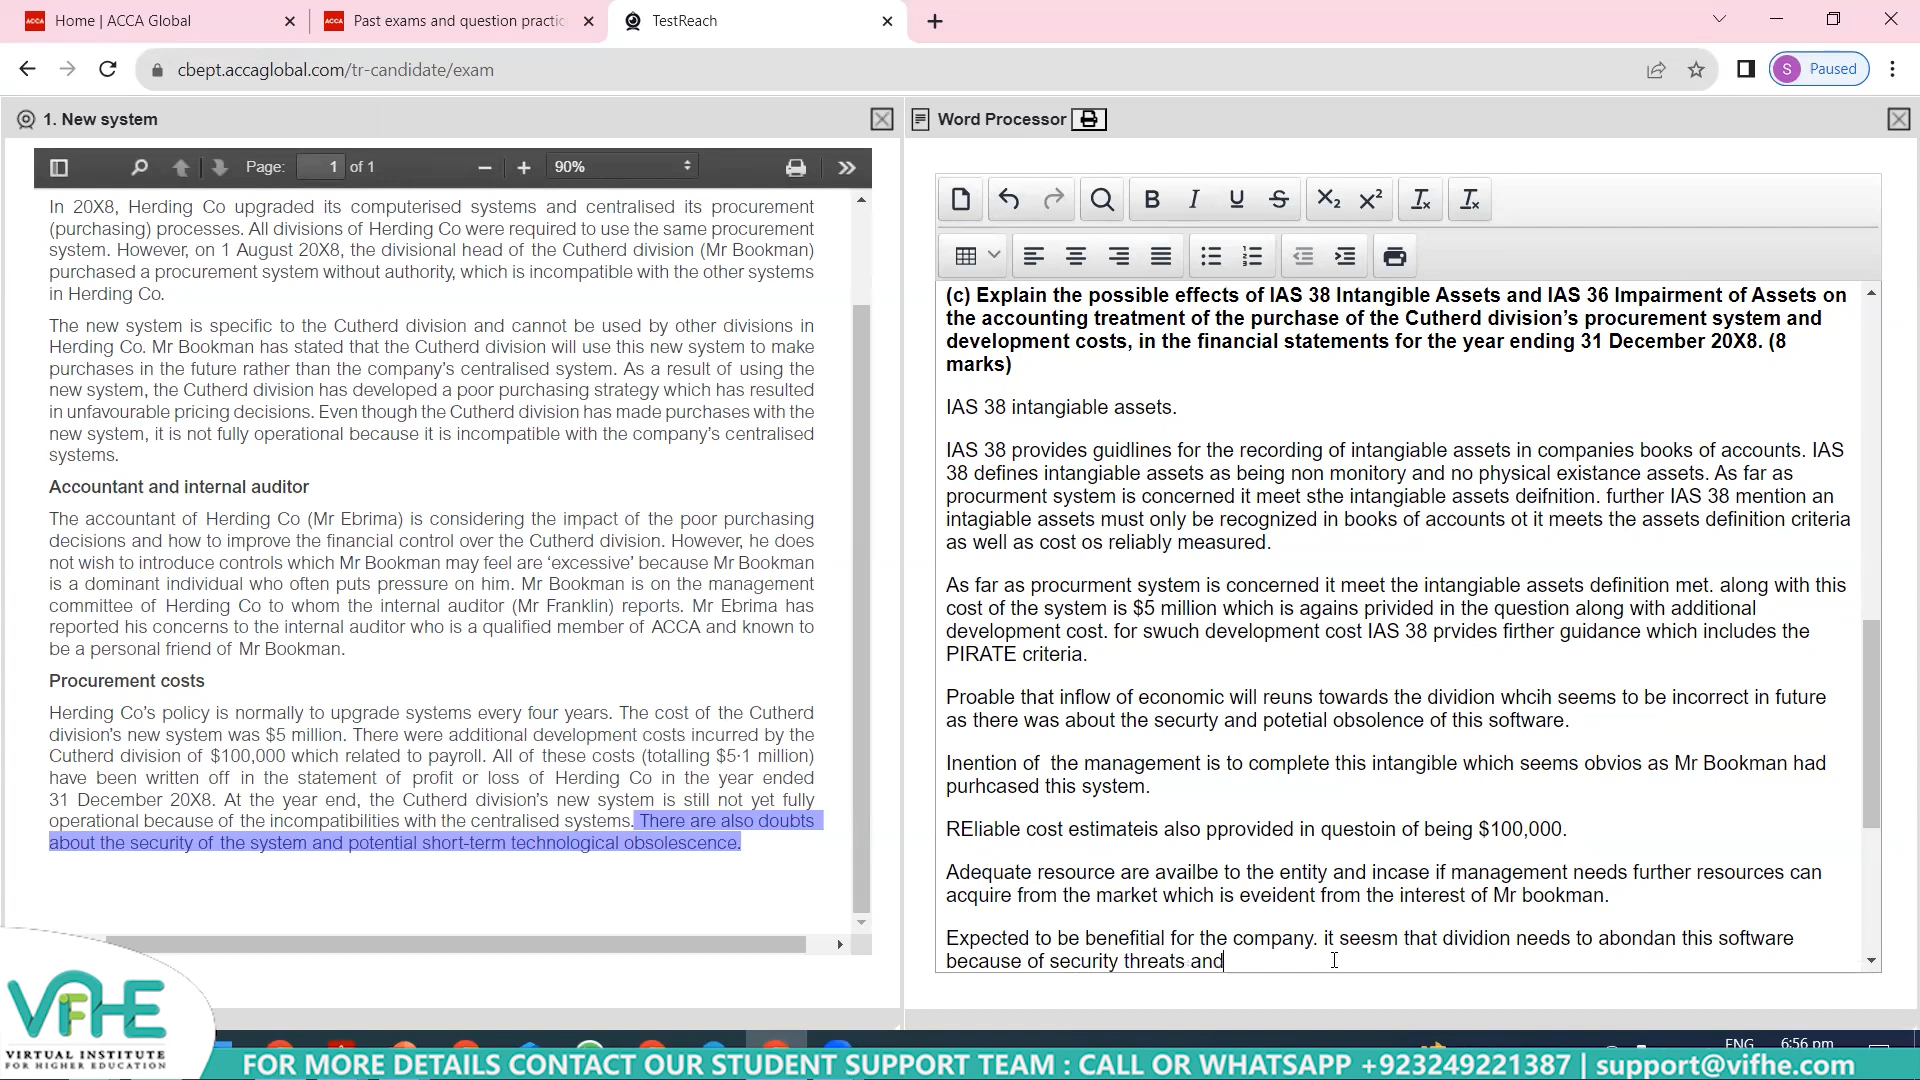 Home | ACCA Global
Past exams and question practic
TestReach
cbept.accaglobal.com/tr-candidate/exam
S Paused
1. New system
Word Processor
Page: 1 of 1
90%
In 20X8, Herding Co upgraded its computerised systems and centralised its procurement
(purchasing) processes. All divisions of Herding Co were required to use the same procurement
system. However, on 1 August 20X8, the divisional head of the Cutherd division (Mr Bookman)
purchased a procurement system without authority, which is incompatible with the other systems
in Herding Co.
The new system is specific to the Cutherd division and cannot be used by other divisions in
Herding Co. Mr Bookman has stated that the Cutherd division will use this new system to make
purchases in the future rather than the company's centralised system. As a result of using the
new system, the Cutherd division has developed a poor purchasing strategy which has resulted
in unfavourable pricing decisions. Even though the Cutherd division has made purchases with the
new system, it is not fully operational because it is incompatible with the company's centralised
systems.
Accountant and internal auditor
The accountant of Herding Co (Mr Ebrima) is considering the impact of the poor purchasing
decisions and how to improve the financial control over the Cutherd division. However, he does
not wish to introduce controls which Mr Bookman may feel are 'excessive' because Mr Bookman
is a dominant individual who often puts pressure on him. Mr Bookman is on the management
committee of Herding Co to whom the internal auditor (Mr Franklin) reports. Mr Ebrima has
reported his concerns to the internal auditor who is a qualified member of ACCA and known to
be a personal friend of Mr Bookman.
Procurement costs
Herding Co's policy is normally to upgrade systems every four years. The cost of the Cutherd
division's new system was $5 million. There were additional development costs incurred by the
Cutherd division of $100,000 which related to payroll. All of these costs (totalling $5·1 million)
have been written off in the statement of profit or loss of Herding Co in the year ended
31 December 20X8. At the year end, the Cutherd division's new system is still not yet fully
operational because of the incompatibilities with the centralised systems. There are also doubts
about the security of the system and potential short-term technological obsolescence.
(c) Explain the possible effects of IAS 38 Intangible Assets and IAS 36 Impairment of Assets on
the accounting treatment of the purchase of the Cutherd division's procurement system and
development costs, in the financial statements for the year ending 31 December 20X8. (8
marks)
IAS 38 intangiable assets.
IAS 38 provides guidlines for the recording of intangiable assets in companies books of accounts. IAS
38 defines intangiable assets as being non monitory and no physical existance assets. As far as
procurment system is concerned it meet sthe intangiable assets deifnition. further IAS 38 mention an
intagiable assets must only be recognized in books of accounts ot it meets the assets definition criteria
as well as cost os reliably measured.
As far as procurment system is concerned it meet the intangiable assets definition met. along with this
cost of the system is $5 million which is agains privided in the question along with additional
development cost. for swuch development cost IAS 38 prvides firther guidance which includes the
PIRATE criteria.
Proable that inflow of economic will reuns towards the dividion whcih seems to be incorrect in future
as there was about the securty and potetial obsolence of this software.
Inention of  the management is to complete this intangible which seems obvios as Mr Bookman had
purhcased this system.
REliable cost estimateis also pprovided in questoin of being $100,000.
Adequate resource are availbe to the entity and incase if management needs further resources can
acquire from the market which is eveident from the interest of Mr bookman.
Expected to be benefitial for the company. it seesm that dividion needs to abondan this software
because of security threats and
ENG
6:56 pm
VIFHE
VIRTUAL INSTITUTE
FOR HIGHER EDUCATION
FOR MORE DETAILS CONTACT OUR STUDENT SUPPORT TEAM : CALL OR WHATSAPP +923249221387 | support@vifhe.com